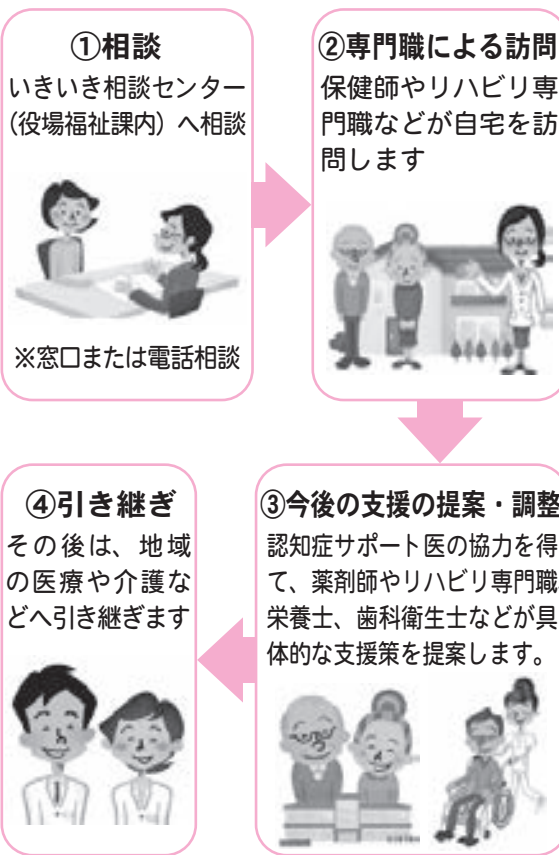 ①相談
いきいき相談センター
(役場福祉課内)へ相談
※窓口または電話相談
②専門職による訪問
保健師やリハビリ専
門職などが自宅を訪
問します
③今後の支援の提案・調整
認知症サポート医の協力を得
て、薬剤師やリハビリ専門職
栄養士、歯科衛生士などが具
体的な支援策を提案します。
④引き継ぎ
その後は、地域
の医療や介護な
どへ引き継ぎます